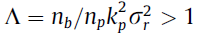 Λ = n_b/n_p k_p^2 σ_r^2 > 1